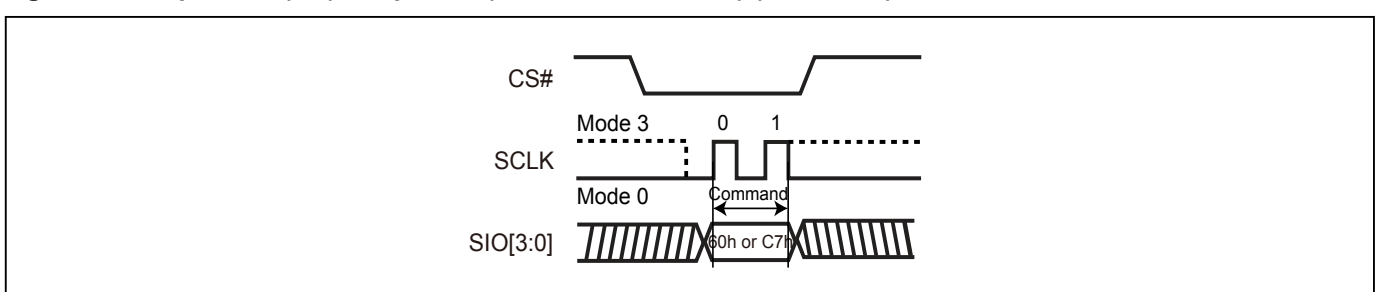 CS#
Mode 3
0 1
SCLK
Mode 0
Command
SIO[3:0]
60h or C7h